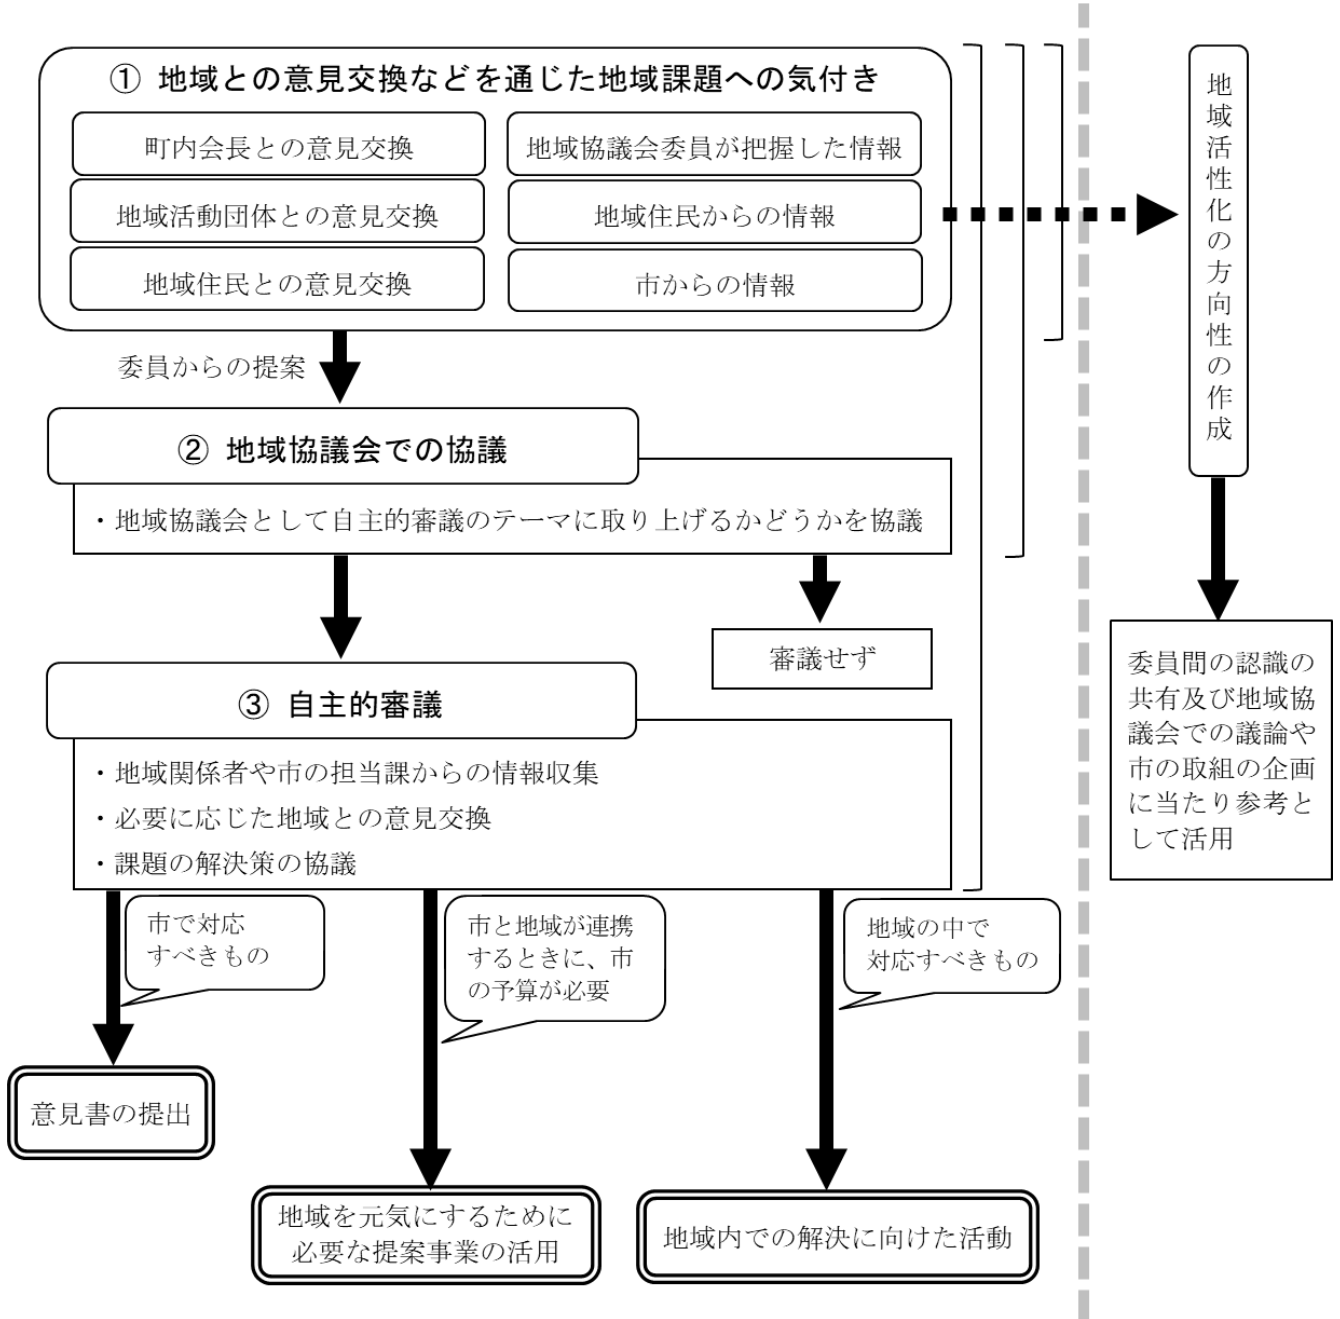 ① 地域との意見交換などを通じた地域課題への気付き
町内会長との意見交換
地域協議会委員が把握した情報
地域活動団体との意見交換
地域住民からの情報
地域住民との意見交換
市からの情報
委員からの提案
② 地域協議会での協議
・地域協議会として自主的審議のテーマに取り上げるかどうかを協議
審議せず
③ 自主的審議
・地域関係者や市の担当課からの情報収集
・必要に応じた地域との意見交換
・課題の解決策の協議
市で対応
すべきもの
市と地域が連携
するときに、市
の予算が必要
地域の中で
対応すべきもの
意見書の提出
地域を元気にするために
必要な提案事業の活用
地域内での解決に向けた活動
地域活性化の方向性の作成
委員間の認識の
共有及び地域協
議会での議論や
市の取組の企画
に当たり参考と
して活用